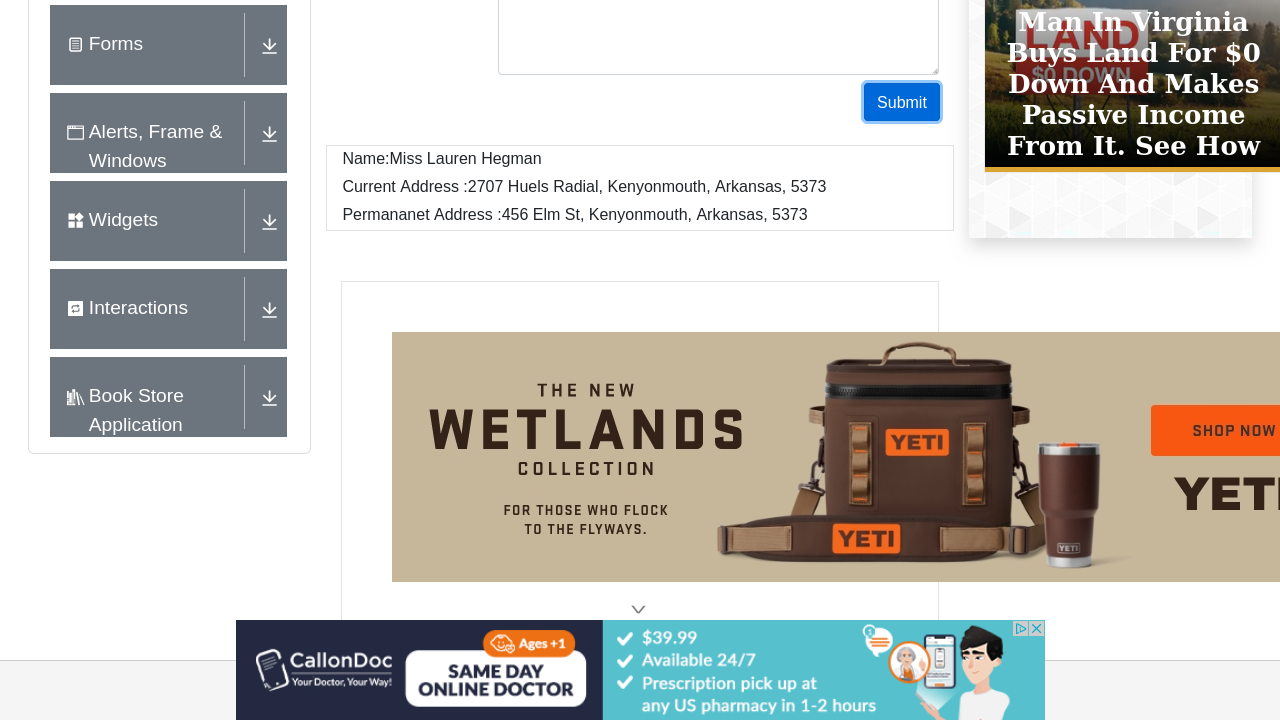 Forms
Alerts, Frame &
Windows
Widgets
Interactions
Book Store
Application
Submit
Name:Miss Lauren Hegman
Current Address :2707 Huels Radial, Kenyonmouth, Arkansas, 5373
Permananet Address :456 Elm St, Kenyonmouth, Arkansas, 5373
LAND
$0 DOWN
Man In Virginia
Buys Land For $0
Down And Makes
Passive Income
From It. See How
THE NEW
WETLANDS
COLLECTION
FOR THOSE WHO FLOCK
TO THE FLYWAYS.
YETI
YETI
YETI
SHOP NOW
YETI
CallonDoc
Your Doctor, Your Way!
Ages +1
SAME DAY
ONLINE DOCTOR
$39.99
Available 24/7
Prescription pick up at
any US pharmacy in 1-2 hours